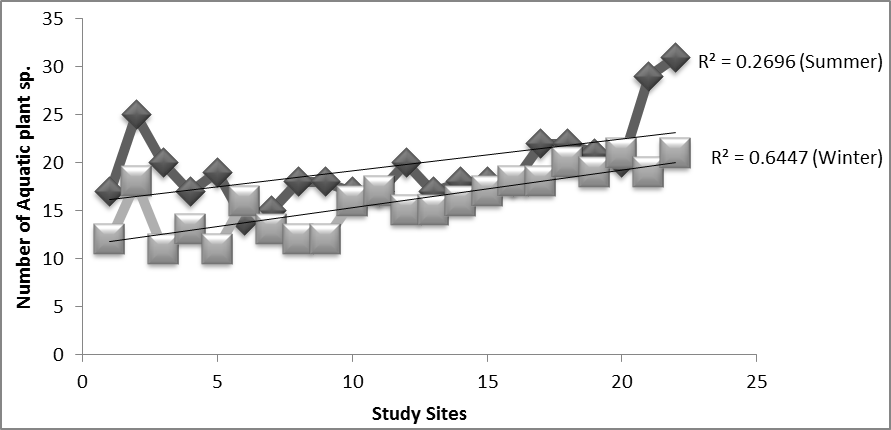 35
30
25
20
15
10
5
0
Number of Aquatic plant sp.
R² = 0.2696 (Summer)
R² = 0.6447 (Winter)
0 5 10 15 20 25
Study Sites